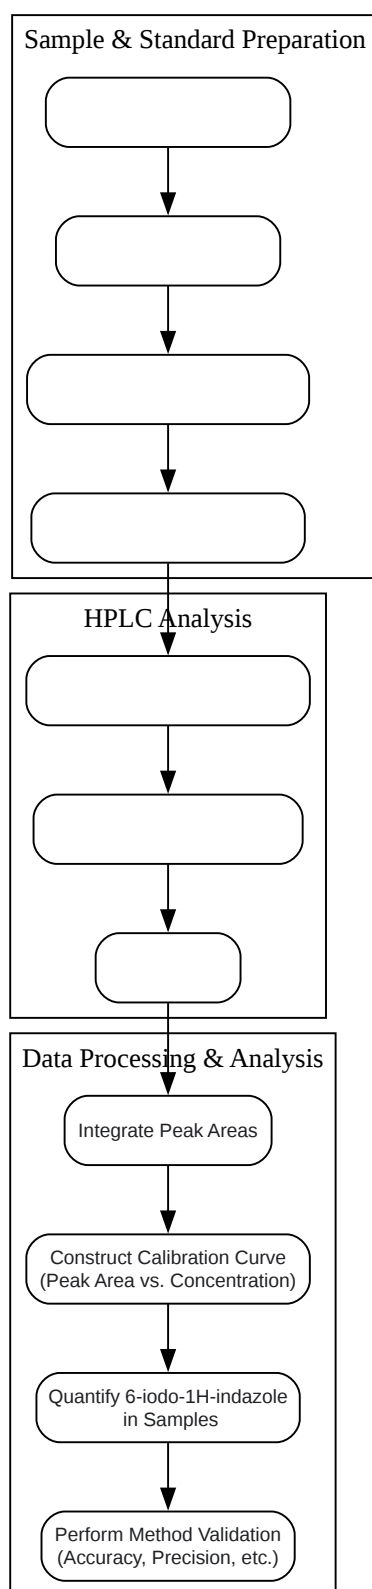 Sample & Standard Preparation
HPLC Analysis
Data Processing & Analysis
Integrate Peak Areas
Construct Calibration Curve
(Peak Area vs. Concentration)
Quantify 6-iodo-1H-indazole
in Samples
Perform Method Validation
(Accuracy, Precision, etc.)